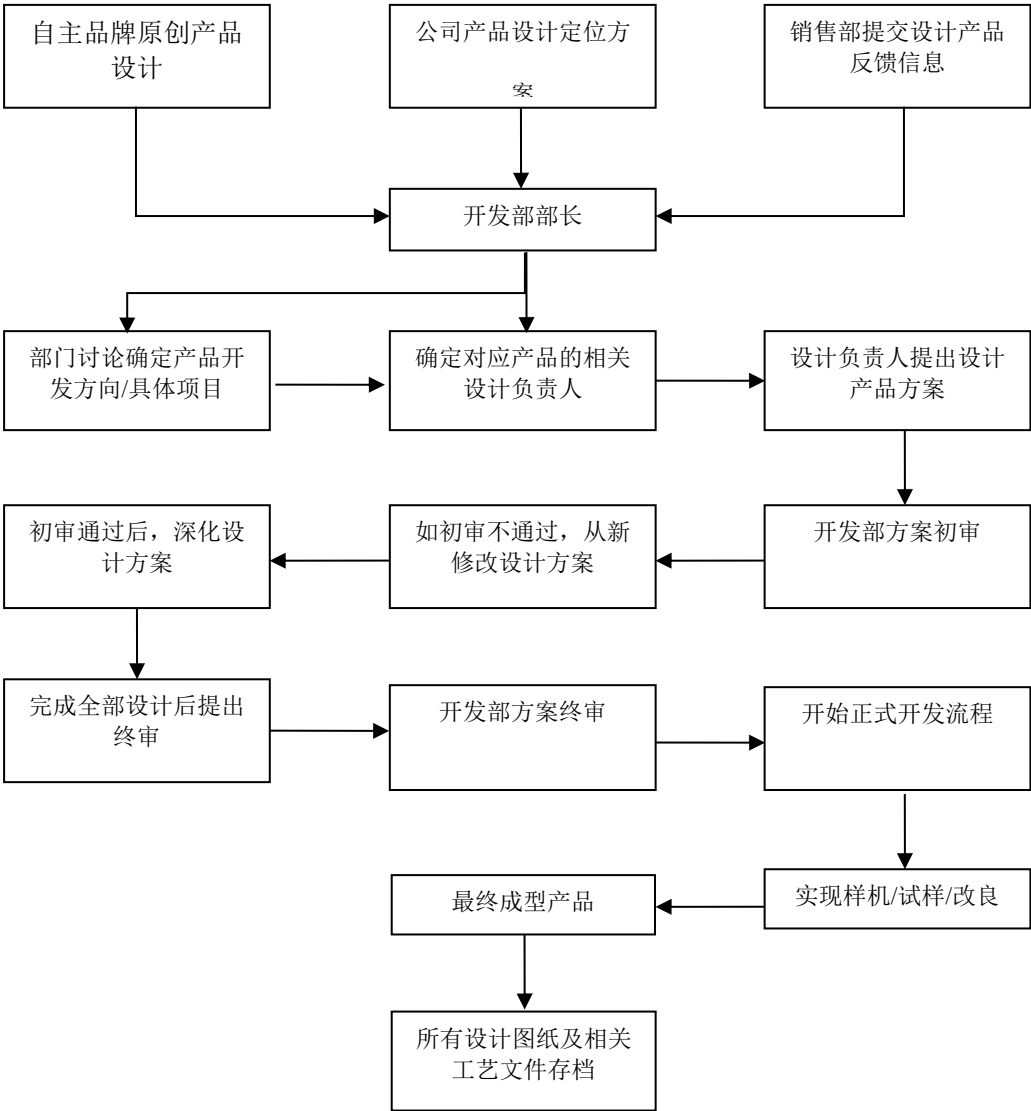 自主品牌原创产品
设计
公司产品设计定位方
案
销售部提交设计产品
反馈信息
开发部部长
部门讨论确定产品开
发方向/具体项目
确定对应产品的相关
设计负责人
设计负责人提出设计
产品方案
初审通过后，深化设
计方案
如初审不通过，从新
修改设计方案
开发部方案初审
完成全部设计后提出
终审
开发部方案终审
开始正式开发流程
最终成型产品
实现样机/试样/改良
所有设计图纸及相关
工艺文件存档